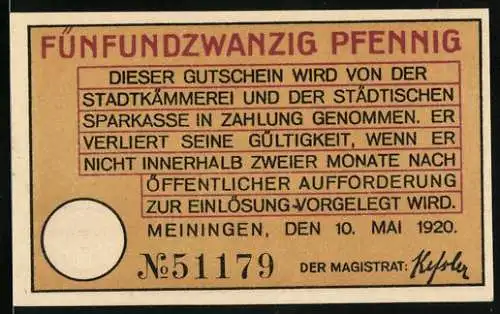 FÜNFUNDZWANZIG PFENNIG
DIESER GUTSCHEIN WIRD VON DER
STADTKÄMMEREI UND DER STÄDTISCHEN
SPARKASSE IN ZAHLUNG GENOMMEN. ER
VERLIERT SEINE GÜLTIGKEIT, WENN ER
NICHT INNERHALB ZWEIER MONATE NACH
ÖFFENTLICHER AUFFORDERUNG
ZUR EINLÖSUNG VORGELEGT WIRD.
MEININGEN, DEN 10. MAI 1920.
№51179 DER MAGISTRAT: Keßler